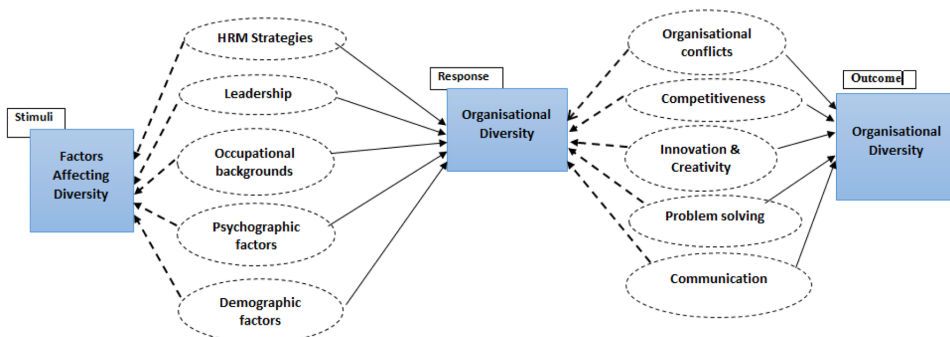 Stimuli
Factors
Affecting
Diversity
HRM Strategies
Leadership
Occupational
backgrounds
Psychographic
factors
Demographic
factors
Response
Organisational
Diversity
Organisational
conflicts
Competitiveness
Innovation &
Creativity
Problem solving
Communication
Outcome
Organisational
Diversity